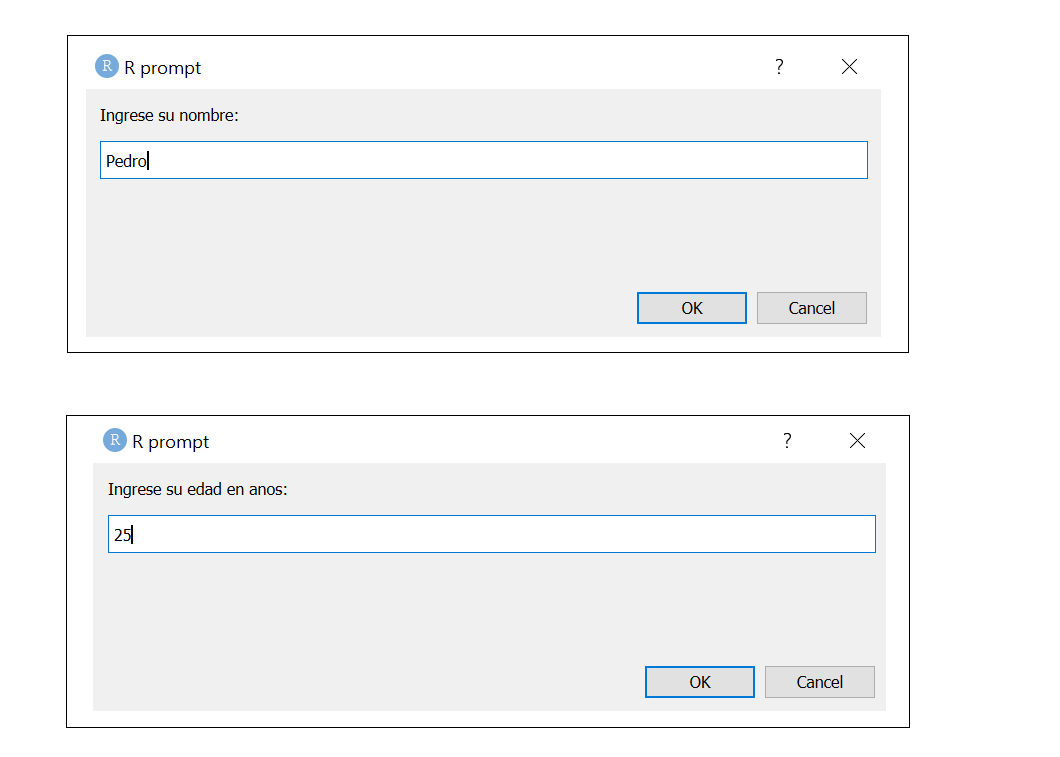 R R prompt ?
Ingrese su nombre:
Pedro
OK Cancel
R R prompt ?
Ingrese su edad en anos:
25
OK Cancel